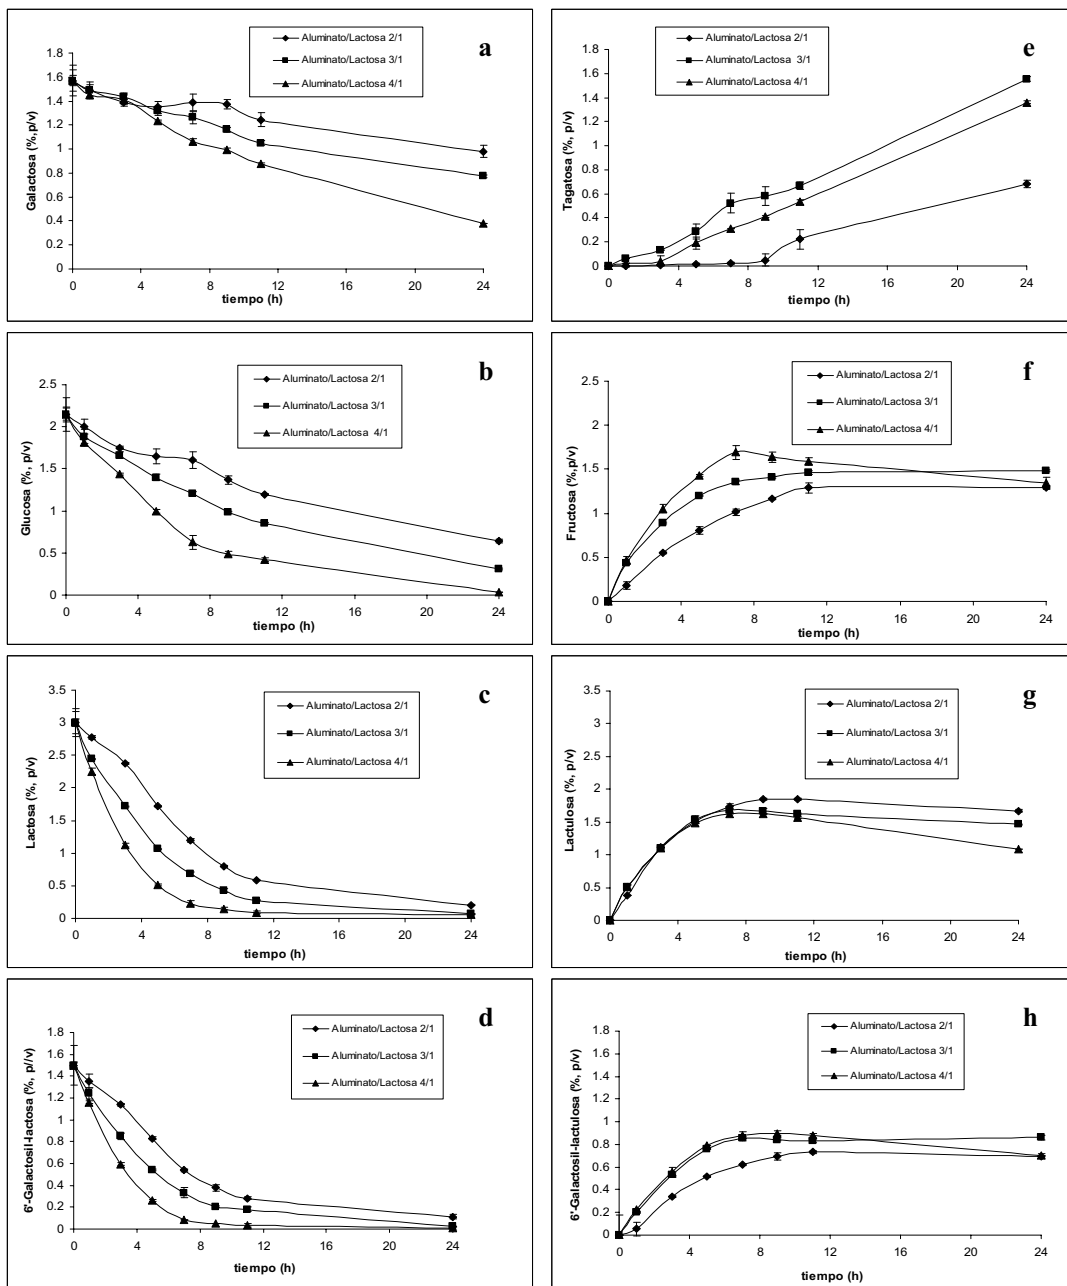 a
Aluminato/Lactosa 2/1
Aluminato/Lactosa 3/1
Aluminato/Lactosa 4/1
Galactosa (%, p/v)
1.8
1.6
1.4
1.2
1
0.8
0.6
0.4
0.2
0
0 4 8 12 16 20 24
tiempo (h)
e
Aluminato/Lactosa 2/1
Aluminato/Lactosa 3/1
Aluminato/Lactosa 4/1
Tagatosa (%, p/v)
1.8
1.6
1.4
1.2
1
0.8
0.6
0.4
0.2
0
0 4 8 12 16 20 24
tiempo (h)
b
Aluminato/Lactosa 2/1
Aluminato/Lactosa 3/1
Aluminato/Lactosa 4/1
Glucosa (%, p/v)
2.5
2
1.5
1
0.5
0
0 4 8 12 16 20 24
tiempo (h)
f
Aluminato/Lactosa 2/1
Aluminato/Lactosa 3/1
Aluminato/Lactosa 4/1
Fructosa (%,p/v)
2.5
2
1.5
1
0.5
0
0 4 8 12 16 20 24
tiempo (h)
c
Aluminato/Lactosa 2/1
Aluminato/Lactosa 3/1
Aluminato/Lactosa 4/1
Lactosa (%, p/v)
3.5
3
2.5
2
1.5
1
0.5
0
0 4 8 12 16 20 24
tiempo (h)
g
Aluminato/Lactosa 2/1
Aluminato/Lactosa 3/1
Aluminato/Lactosa 4/1
Lactulosa (%, p/v)
3.5
3
2.5
2
1.5
1
0.5
0
0 4 8 12 16 20 24
tiempo (h)
d
Aluminato/Lactosa 2/1
Aluminato/Lactosa 3/1
Aluminato/Lactosa 4/1
6'-Galactosil-lactosa (%, p//v)
1.8
1.6
1.4
1.2
1
0.8
0.6
0.4
0.2
0
0 4 8 12 16 20 24
tiempo (h)
h
Aluminato/Lactosa 2/1
Aluminato/Lactosa 3/1
Aluminato/Lactosa 4/1
6'-Galactosil-lactulosa (%, p/v)
1.8
1.6
1.4
1.2
1
0.8
0.6
0.4
0.2
0
0 4 8 12 16 20 24
tiempo (h)